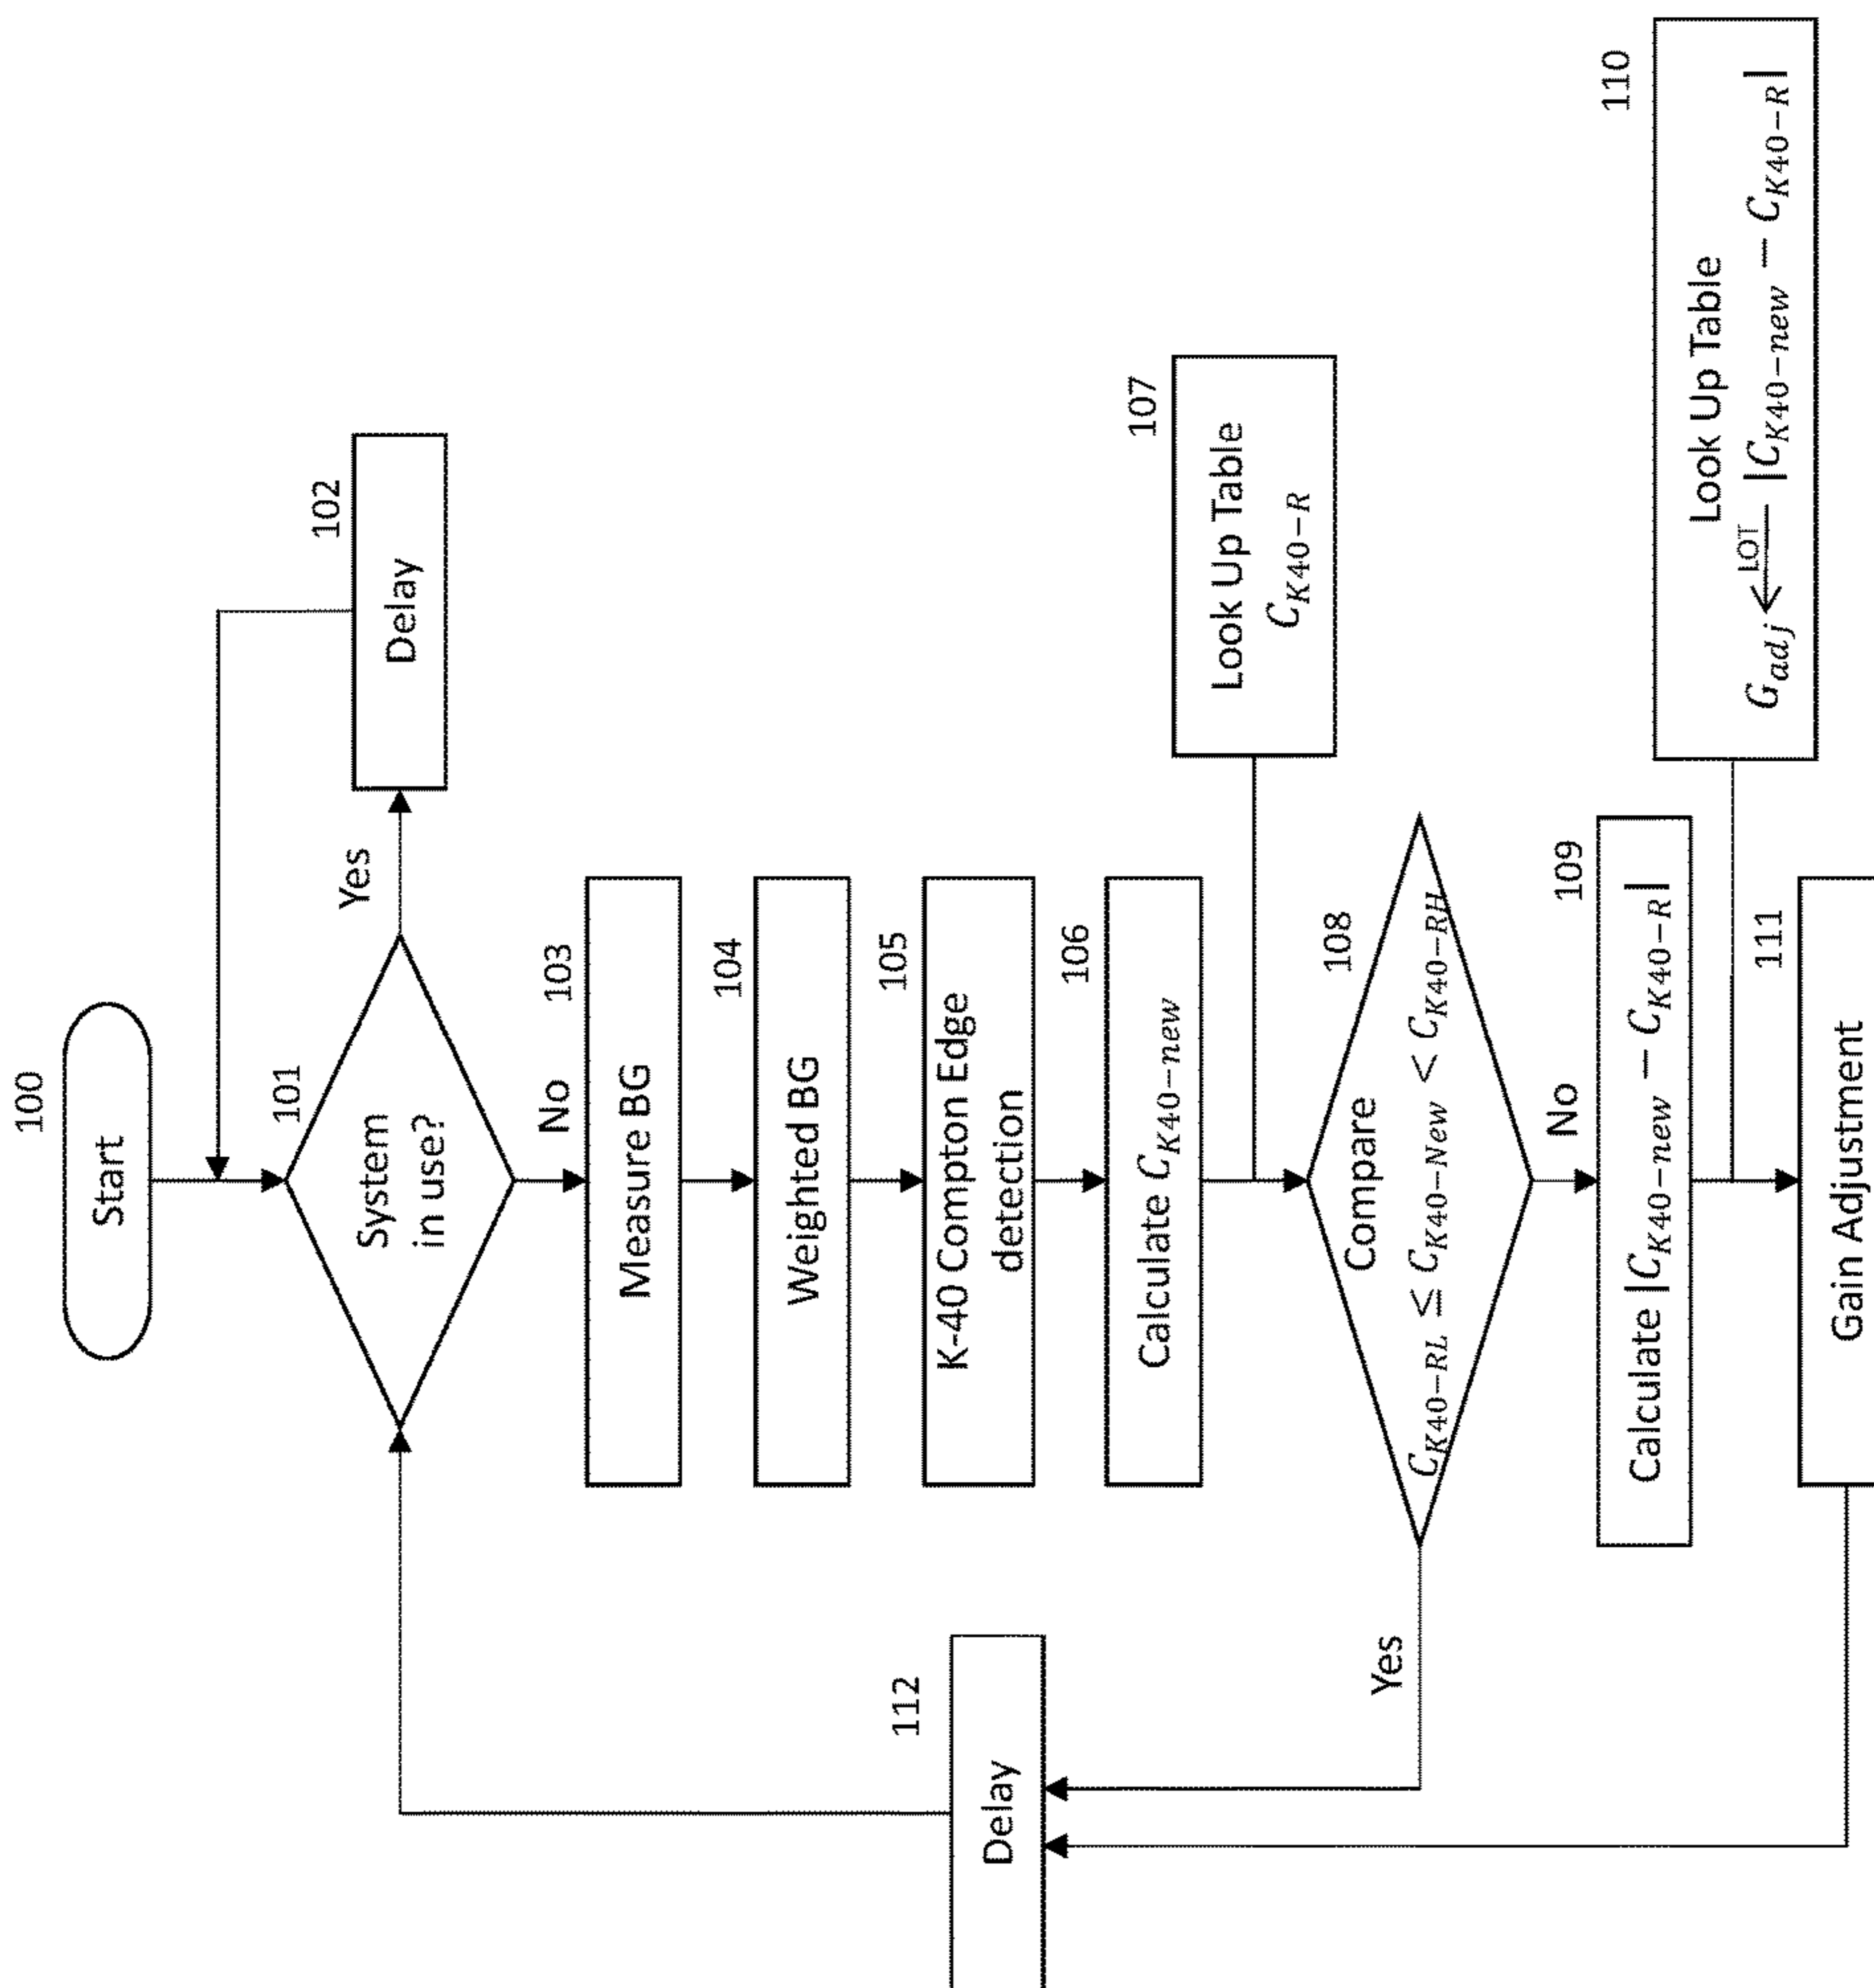 100
Start
101
System
in use?
Yes
102
Delay
No
103
Measure BG
104
Weighted BG
105
K-40 Compton Edge
detection
106
Calculate C_{K40-new}
107
Look Up Table
C_{K40-R}
108
Compare
C_{K40-RL} ≤ C_{K40-New} < C_{K40-RH}
Yes
No
109
Calculate |C_{K40-new} − C_{K40-R}|
110
Look Up Table
G_{adj} ←^{LOT} |C_{K40-new} − C_{K40-R}|
111
Gain Adjustment
112
Delay